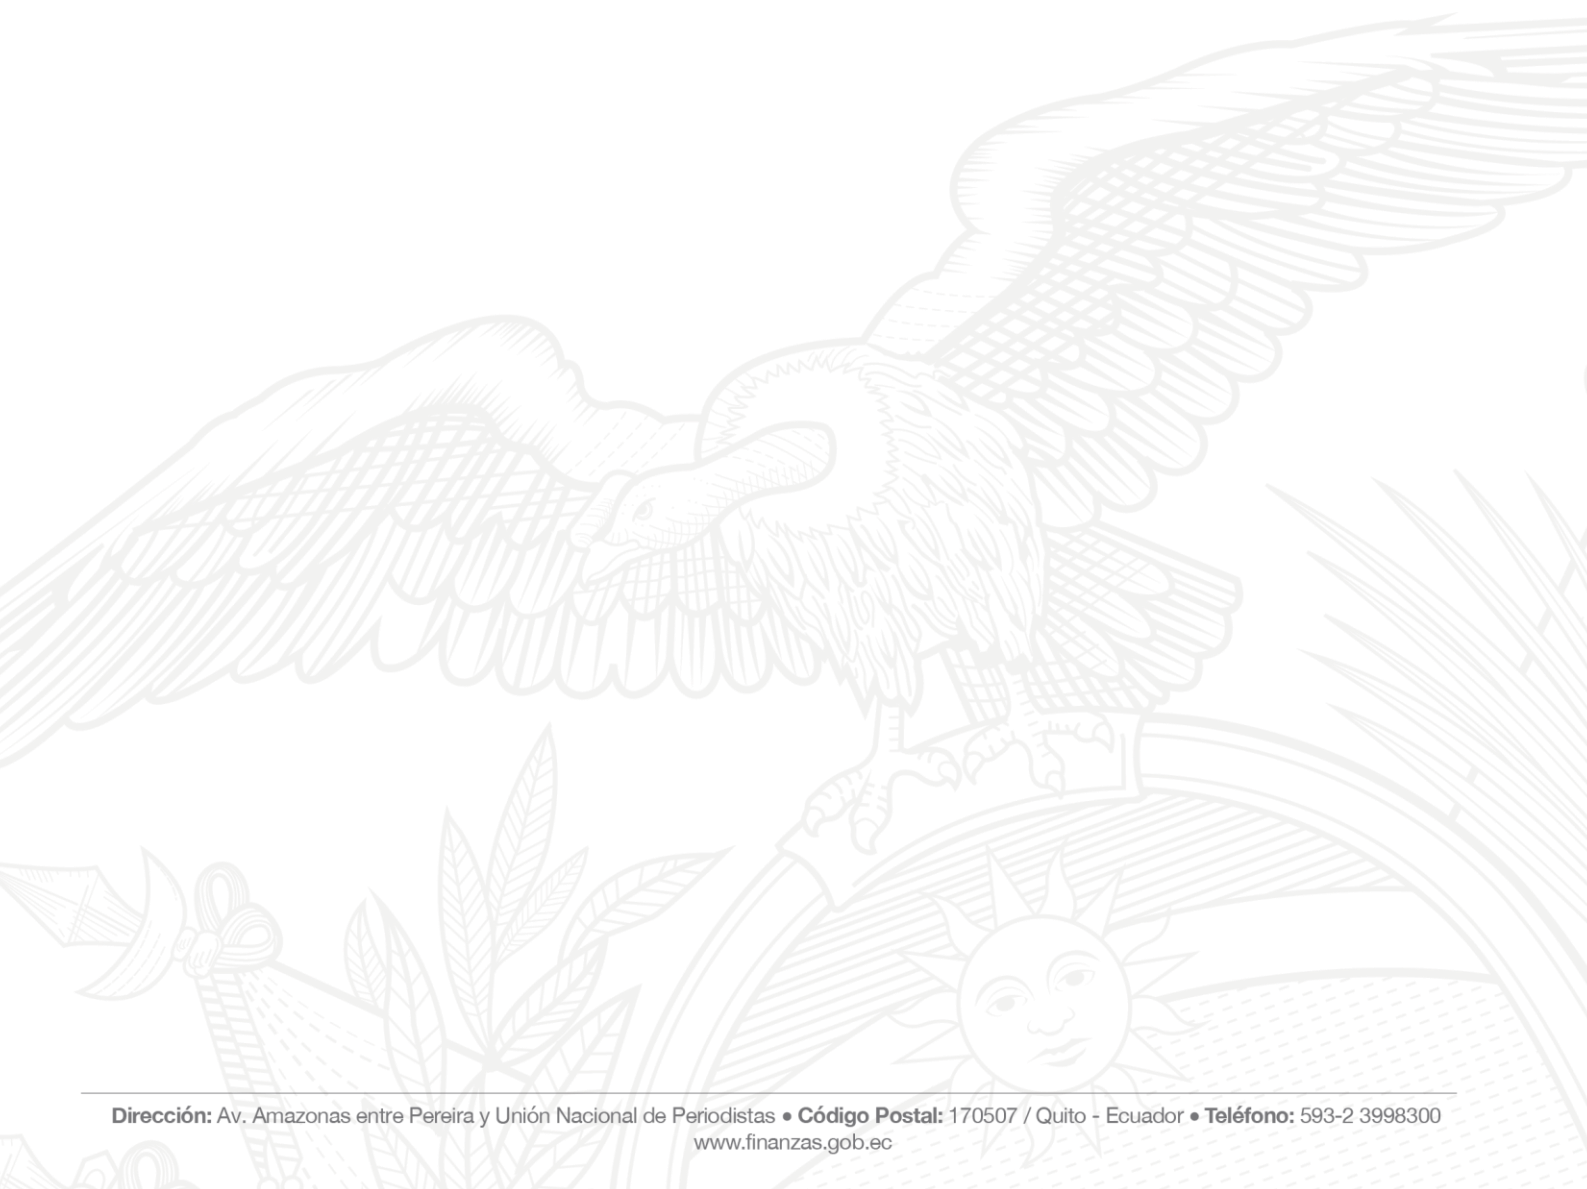 Dirección: Av. Amazonas entre Pereira y Unión Nacional de Periodistas ● Código Postal: 170507 / Quito - Ecuador ● Teléfono: 593-2 3998300
www.finanzas.gob.ec